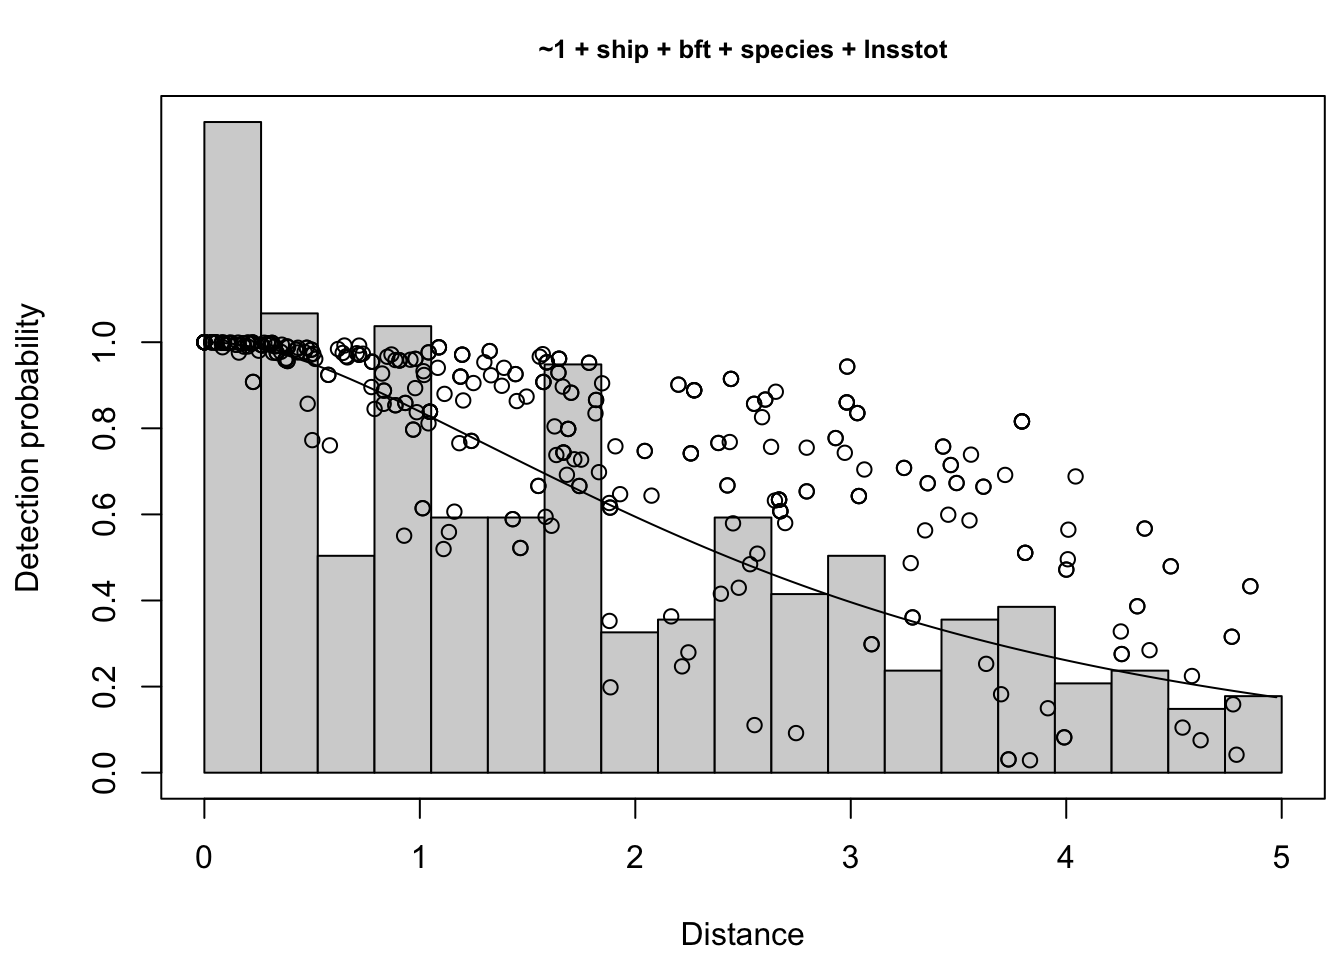 ~1 + ship + bft + species + lnsstot
Detection probability
1.0
0.8
0.6
0.4
0.2
0.0
0 1 2 3 4 5
Distance